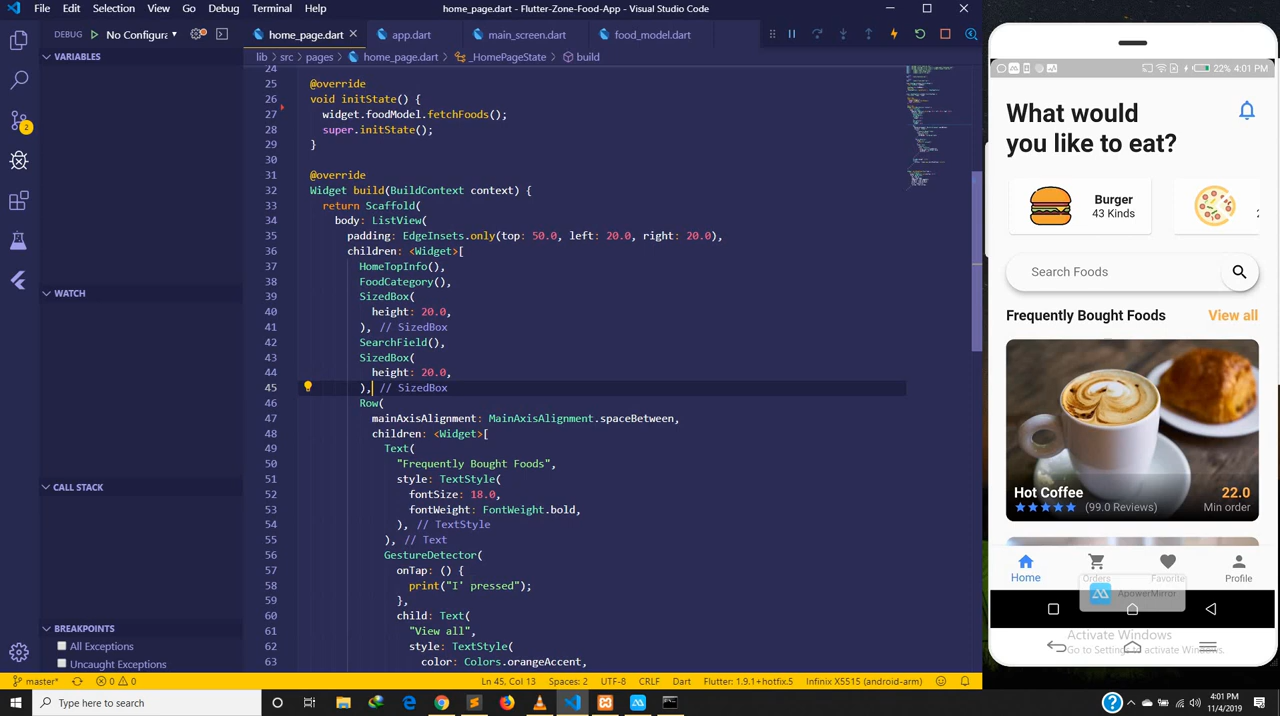 File Edit Selection View Go Debug Terminal Help
home_page.dart - Flutter-Zone-Food-App - Visual Studio Code
DEBUG No Configura
home_page.dart app.dart main_screen.dart food_model.dart
lib > src > pages > home_page.dart > _HomePageState > build
VARIABLES
WATCH
CALL STACK
BREAKPOINTS
All Exceptions
Uncaught Exceptions
24
25 @override
26 void initState() {
27 widget.foodModel.fetchFoods();
28 super.initState();
29 }
30
31 @override
32 Widget build(BuildContext context) {
33 return Scaffold(
34 body: ListView(
35 padding: EdgeInsets.only(top: 50.0, left: 20.0, right: 20.0),
36 children: <Widget>[
37 HomeTopInfo(),
38 FoodCategory(),
39 SizedBox(
40 height: 20.0,
41 ), // SizedBox
42 SearchField(),
43 SizedBox(
44 height: 20.0,
45 ), // SizedBox
46 Row(
47 mainAxisAlignment: MainAxisAlignment.spaceBetween,
48 children: <Widget>[
49 Text(
50 "Frequently Bought Foods",
51 style: TextStyle(
52 fontSize: 18.0,
53 fontWeight: FontWeight.bold,
54 ), // TextStyle
55 ), // Text
56 GestureDetector(
57 onTap: () {
58 print("I' pressed");
59 },
60 child: Text(
61 "View all",
62 style: TextStyle(
63 color: Colors.orangeAccent,
22% 4:01 PM
What would
you like to eat?
Burger
43 Kinds
Search Foods
Frequently Bought Foods View all
Hot Coffee 22.0
(99.0 Reviews) Min order
Home Orders Favorite Profile
ApowerMirror
Activate Windows
Go to Settings to activate Windows.
2
master* 0 0 Ln 45, Col 13 Spaces: 2 UTF-8 CRLF Dart Flutter: 1.9.1+hotfix.5 Infinix X5515 (android-arm)
Type here to search
4:01 PM
11/4/2019